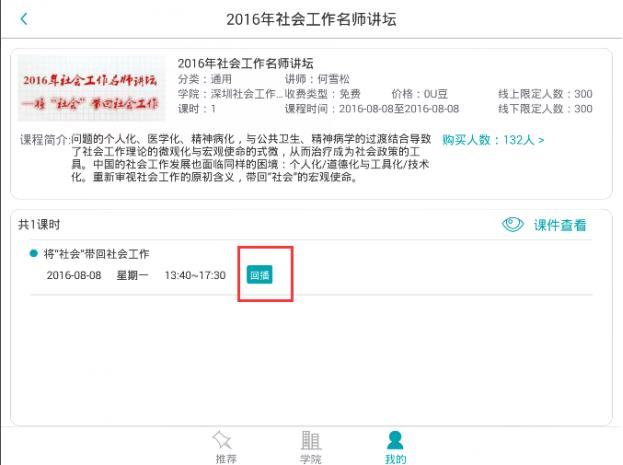 2016年社会工作名师讲坛
2016年社会工作名师讲坛
—将“社会”带回社会工作
2016年社会工作名师讲坛
分类：通用 讲师：何雪松
学院：深圳社会工作... 收费类型：免费 价格：0U豆 线上限定人数：300
课时：1 课程时间：2016-08-08至2016-08-08 线下限定人数：300
课程简介:问题的个人化、医学化、精神病化，与公共卫生、精神病学的过渡结合导致
了社会工作理论的微观化与宏观使命的式微，从而治疗成为社会政策的工
具。中国的社会工作发展也面临同样的困境：个人化/道德化与工具化/技术
化。重新审视社会工作的原初含义，带回“社会”的宏观使命。
购买人数：132人 >
共1课时
课件查看
将“社会”带回社会工作
2016-08-08 星期一 13:40~17:30 回播
推荐 学院 我的